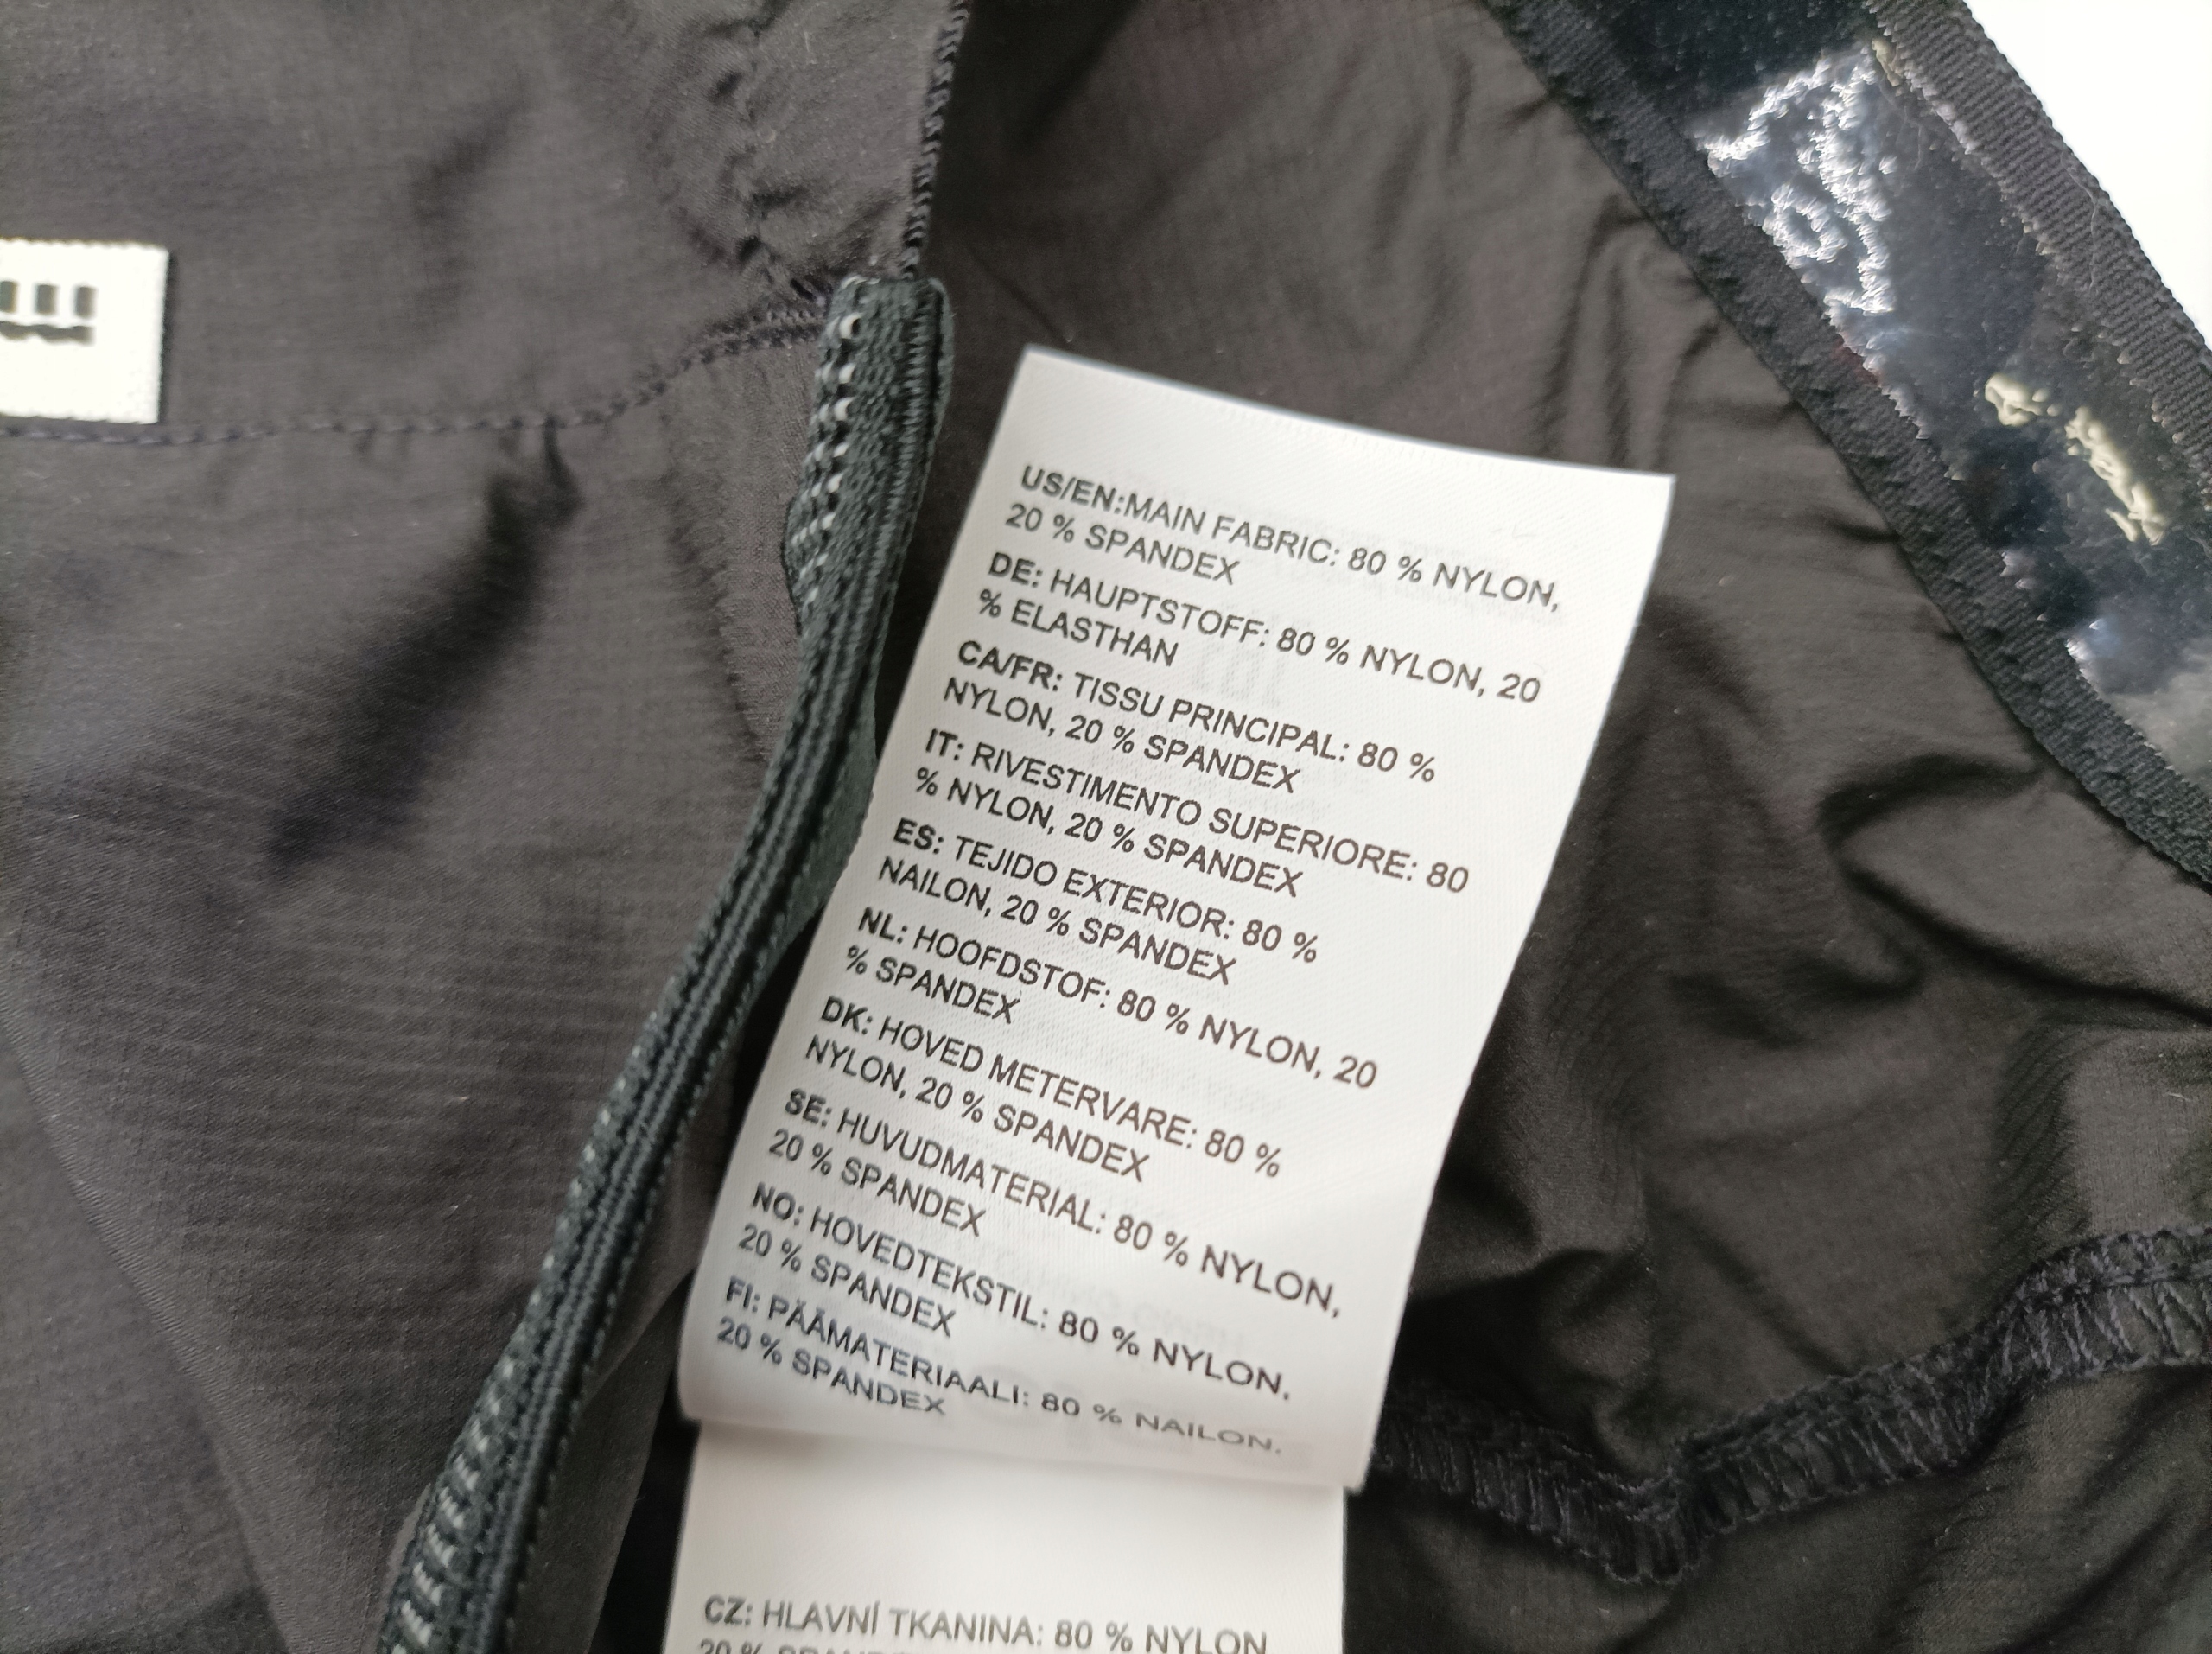 US/EN:MAIN FABRIC: 80 % NYLON,
20 % SPANDEX
DE: HAUPTSTOFF: 80 % NYLON, 20
% ELASTHAN
CA/FR: TISSU PRINCIPAL: 80 %
NYLON, 20 % SPANDEX
IT: RIVESTIMENTO SUPERIORE: 80
% NYLON, 20 % SPANDEX
ES: TEJIDO EXTERIOR: 80 %
NAILON, 20 % SPANDEX
NL: HOOFDSTOF: 80 % NYLON, 20
% SPANDEX
DK: HOVED METERVARE: 80 %
NYLON, 20 % SPANDEX
SE: HUVUDMATERIAL: 80 % NYLON,
20 % SPANDEX
NO: HOVEDTEKSTIL: 80 % NYLON,
20 % SPANDEX
FI: PÄÄMATERIAALI: 80 % NAILON,
20 % SPANDEX
CZ: HLAVNÍ TKANINA: 80 % NYLON
20 %